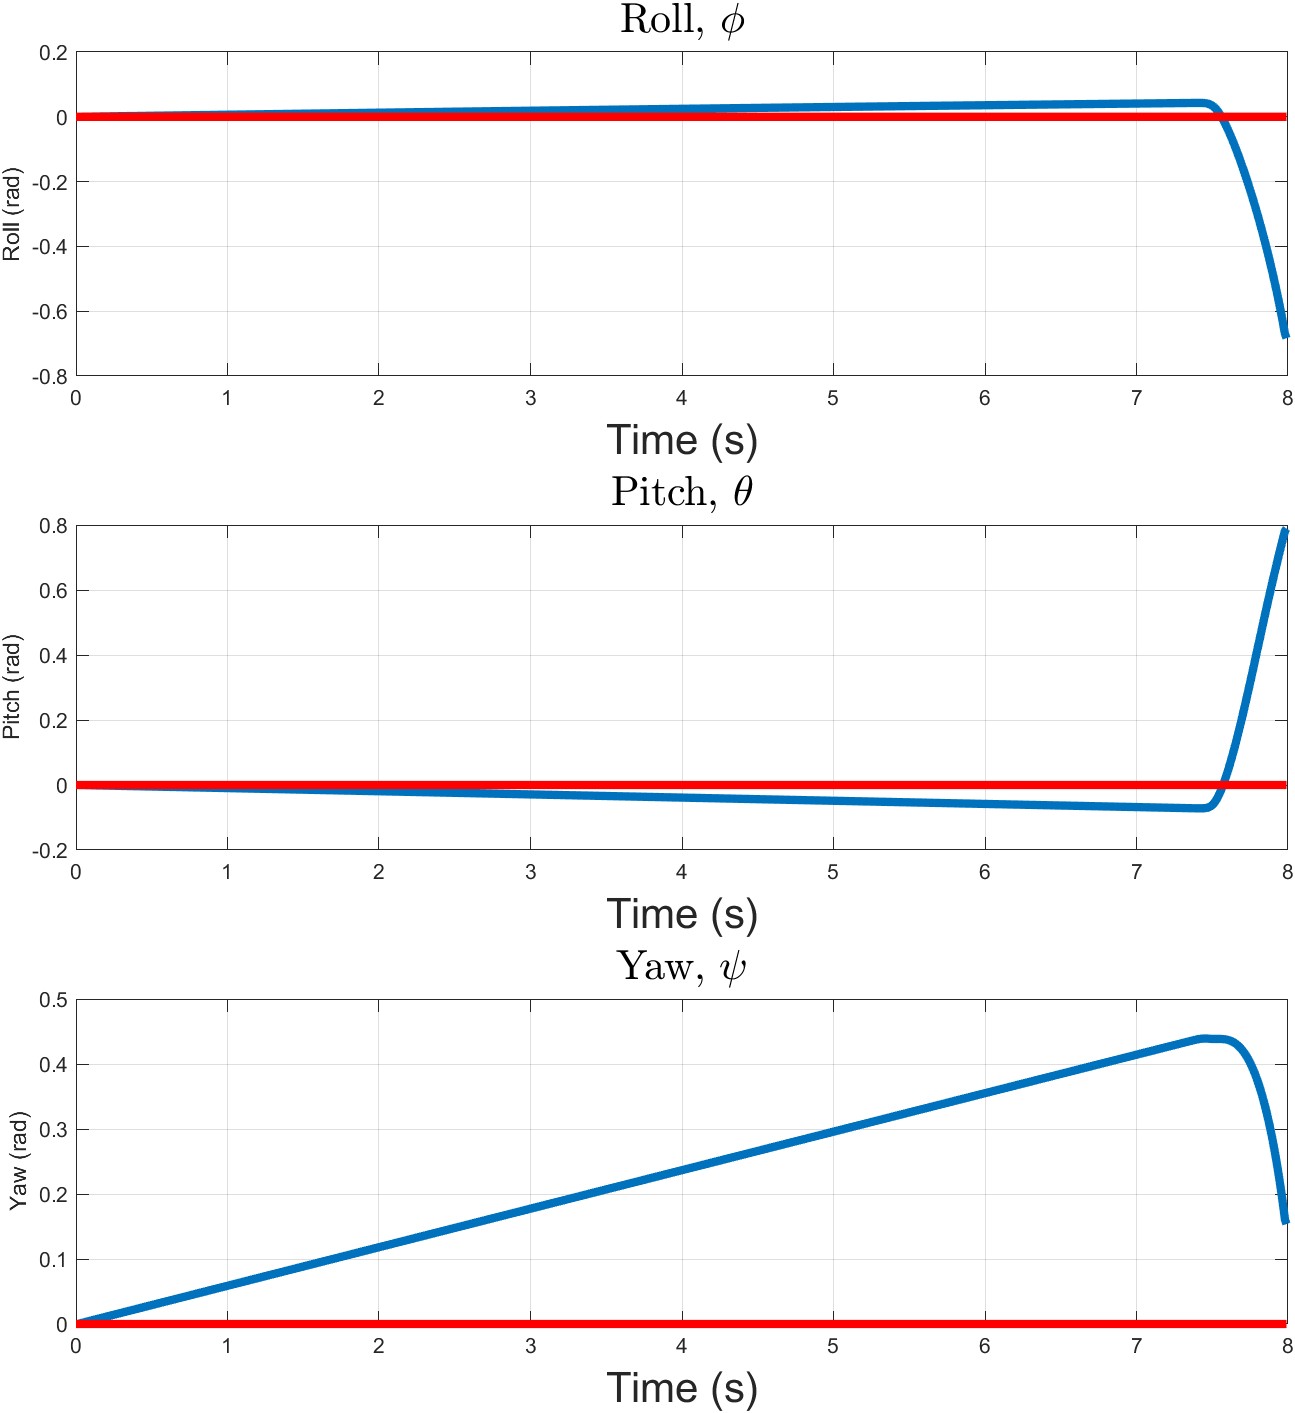 Roll, ϕ
0.2
0
-0.2
-0.4
-0.6
-0.8
Roll (rad)
0 1 2 3 4 5 6 7 8
Time (s)
Pitch, θ
0.8
0.6
0.4
0.2
0
-0.2
Pitch (rad)
0 1 2 3 4 5 6 7 8
Time (s)
Yaw, ψ
0.5
0.4
0.3
0.2
0.1
0
Yaw (rad)
0 1 2 3 4 5 6 7 8
Time (s)